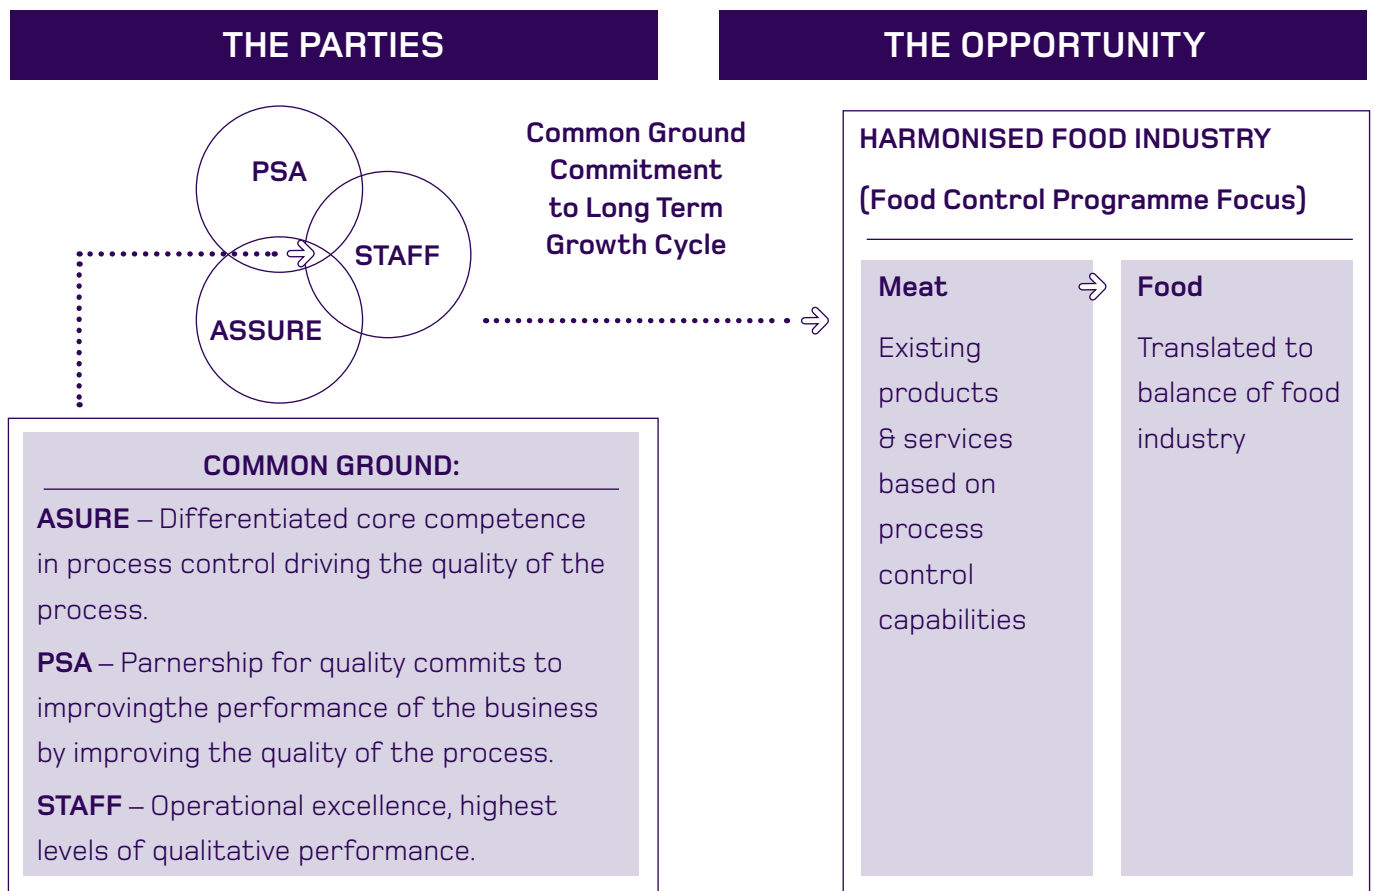 THE PARTIES
PSA
STAFF
ASSURE
Common Ground
Commitment
to Long Term
Growth Cycle
COMMON GROUND:
ASURE – Differentiated core competence
in process control driving the quality of the
process.
PSA – Parnership for quality commits to
improvingthe performance of the business
by improving the quality of the process.
STAFF – Operational excellence, highest
levels of qualitative performance.
THE OPPORTUNITY
HARMONISED FOOD INDUSTRY
(Food Control Programme Focus)
Meat
Existing
products
& services
based on
process
control
capabilities
Food
Translated to
balance of food
industry